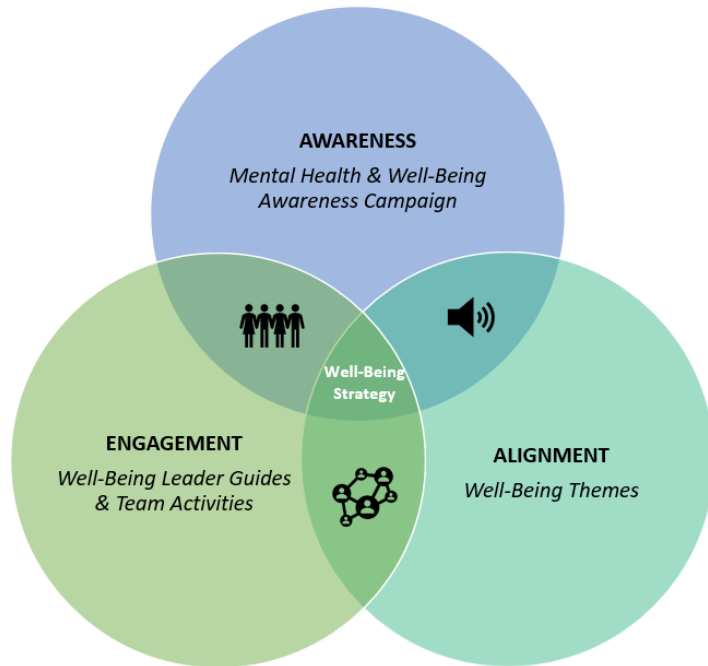 AWARENESS
Mental Health & Well-Being
Awareness Campaign
Well-Being
Strategy
ENGAGEMENT
Well-Being Leader Guides
& Team Activities
ALIGNMENT
Well-Being Themes